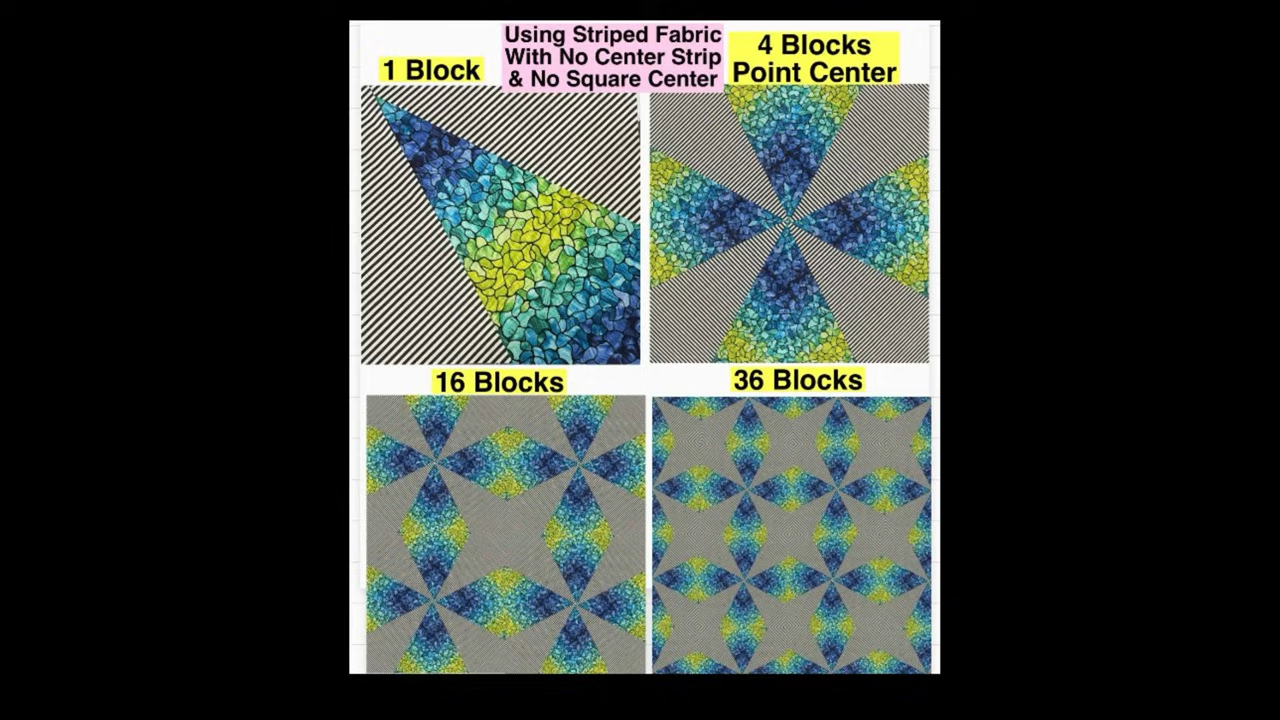 Using Striped Fabric
With No Center Strip
& No Square Center
1 Block
4 Blocks
Point Center
16 Blocks
36 Blocks